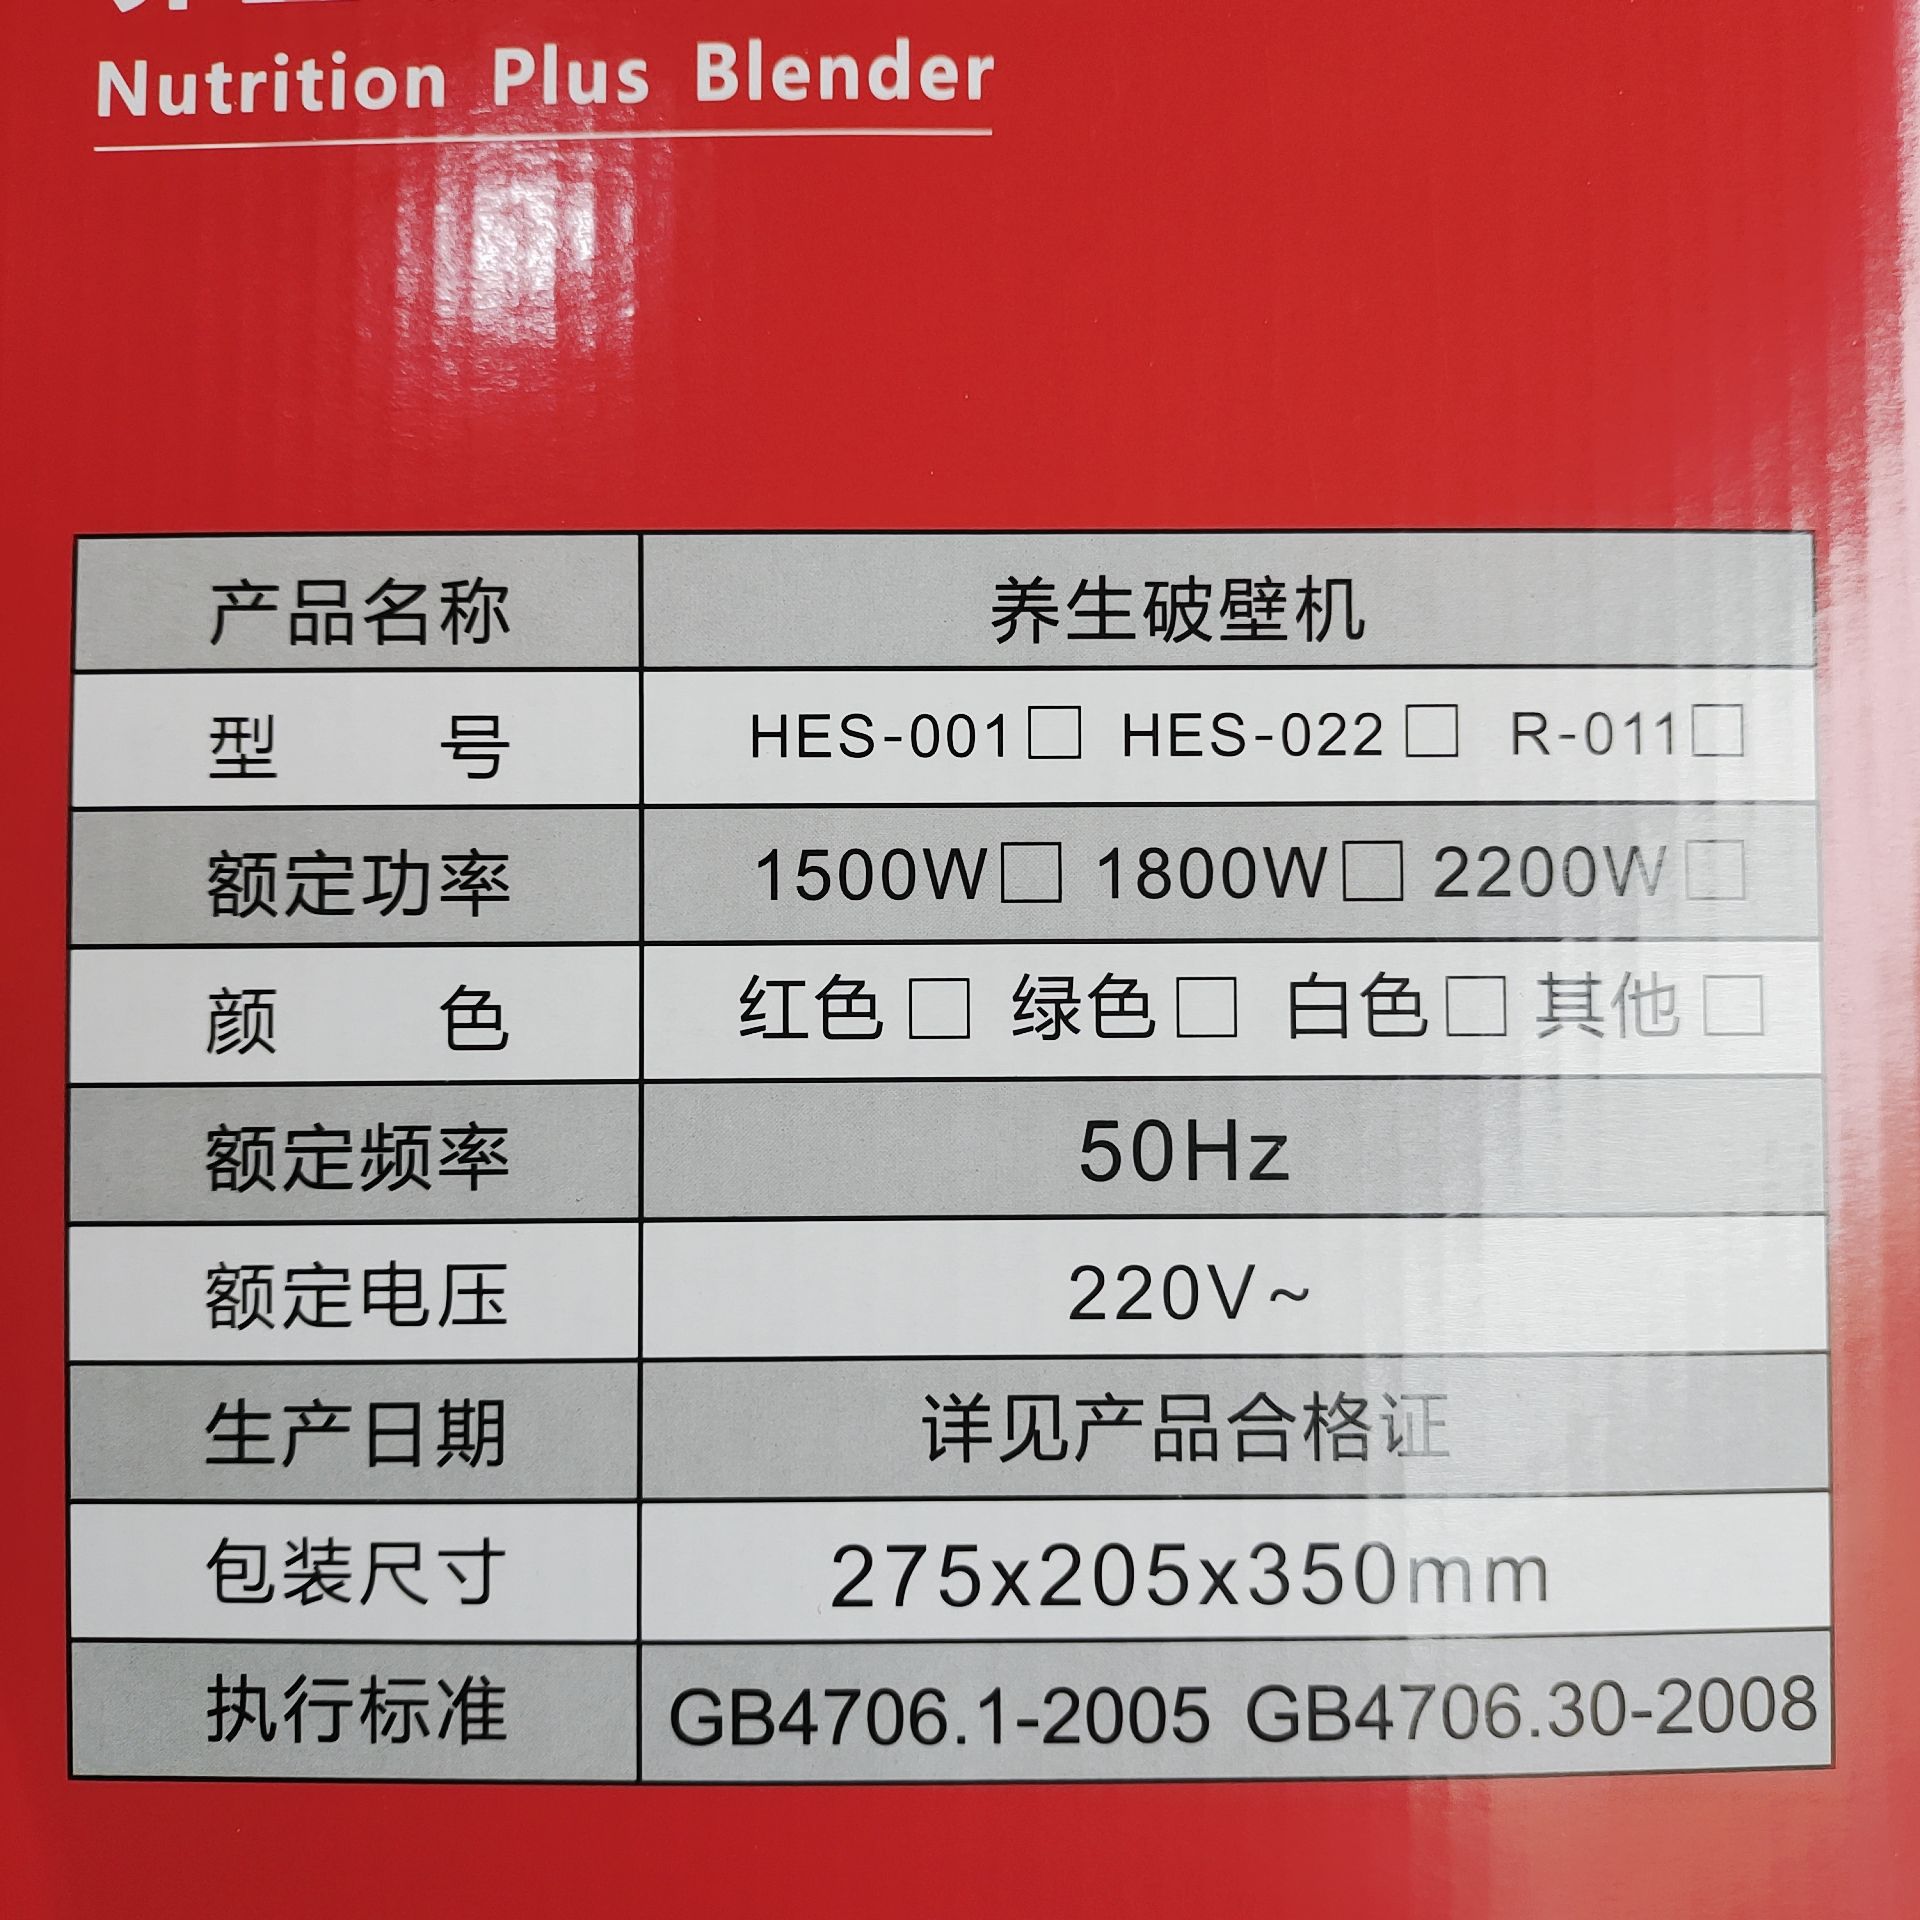 Nutrition Plus Blender
产品名称 养生破壁机
型号 HES-001□ HES-022□ R-011□
额定功率 1500W□ 1800W□ 2200W□
颜色 红色□ 绿色□ 白色□ 其他□
额定频率 50Hz
额定电压 220V~
生产日期 详见产品合格证
包装尺寸 275x205x350mm
执行标准 GB4706.1-2005 GB4706.30-2008